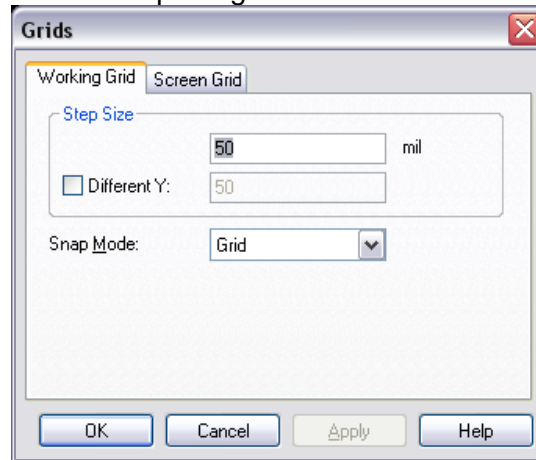 Grids
Working Grid Screen Grid
Step Size
50 mil
Different Y: 50
Snap Mode: Grid
OK Cancel Apply Help